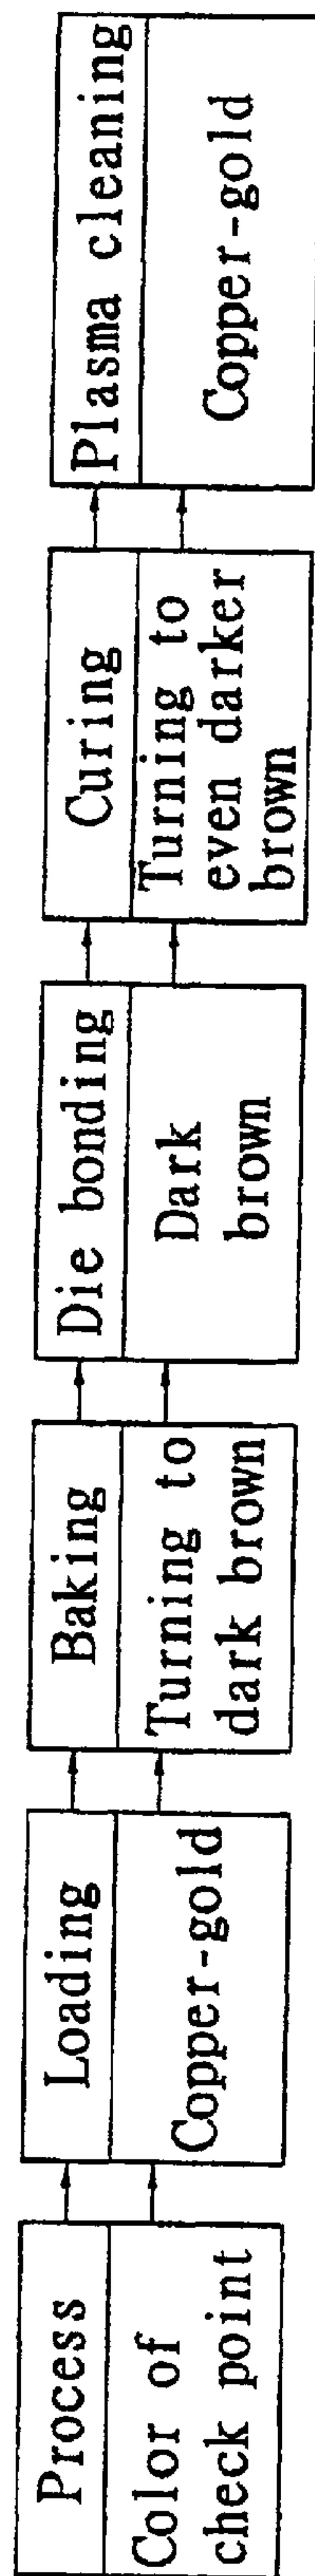 Process
Color of
check point
Loading
Copper-gold
Baking
Turning to
dark brown
Die bonding
Dark
brown
Curing
Turning to
even darker
brown
Plasma cleaning
Copper-gold